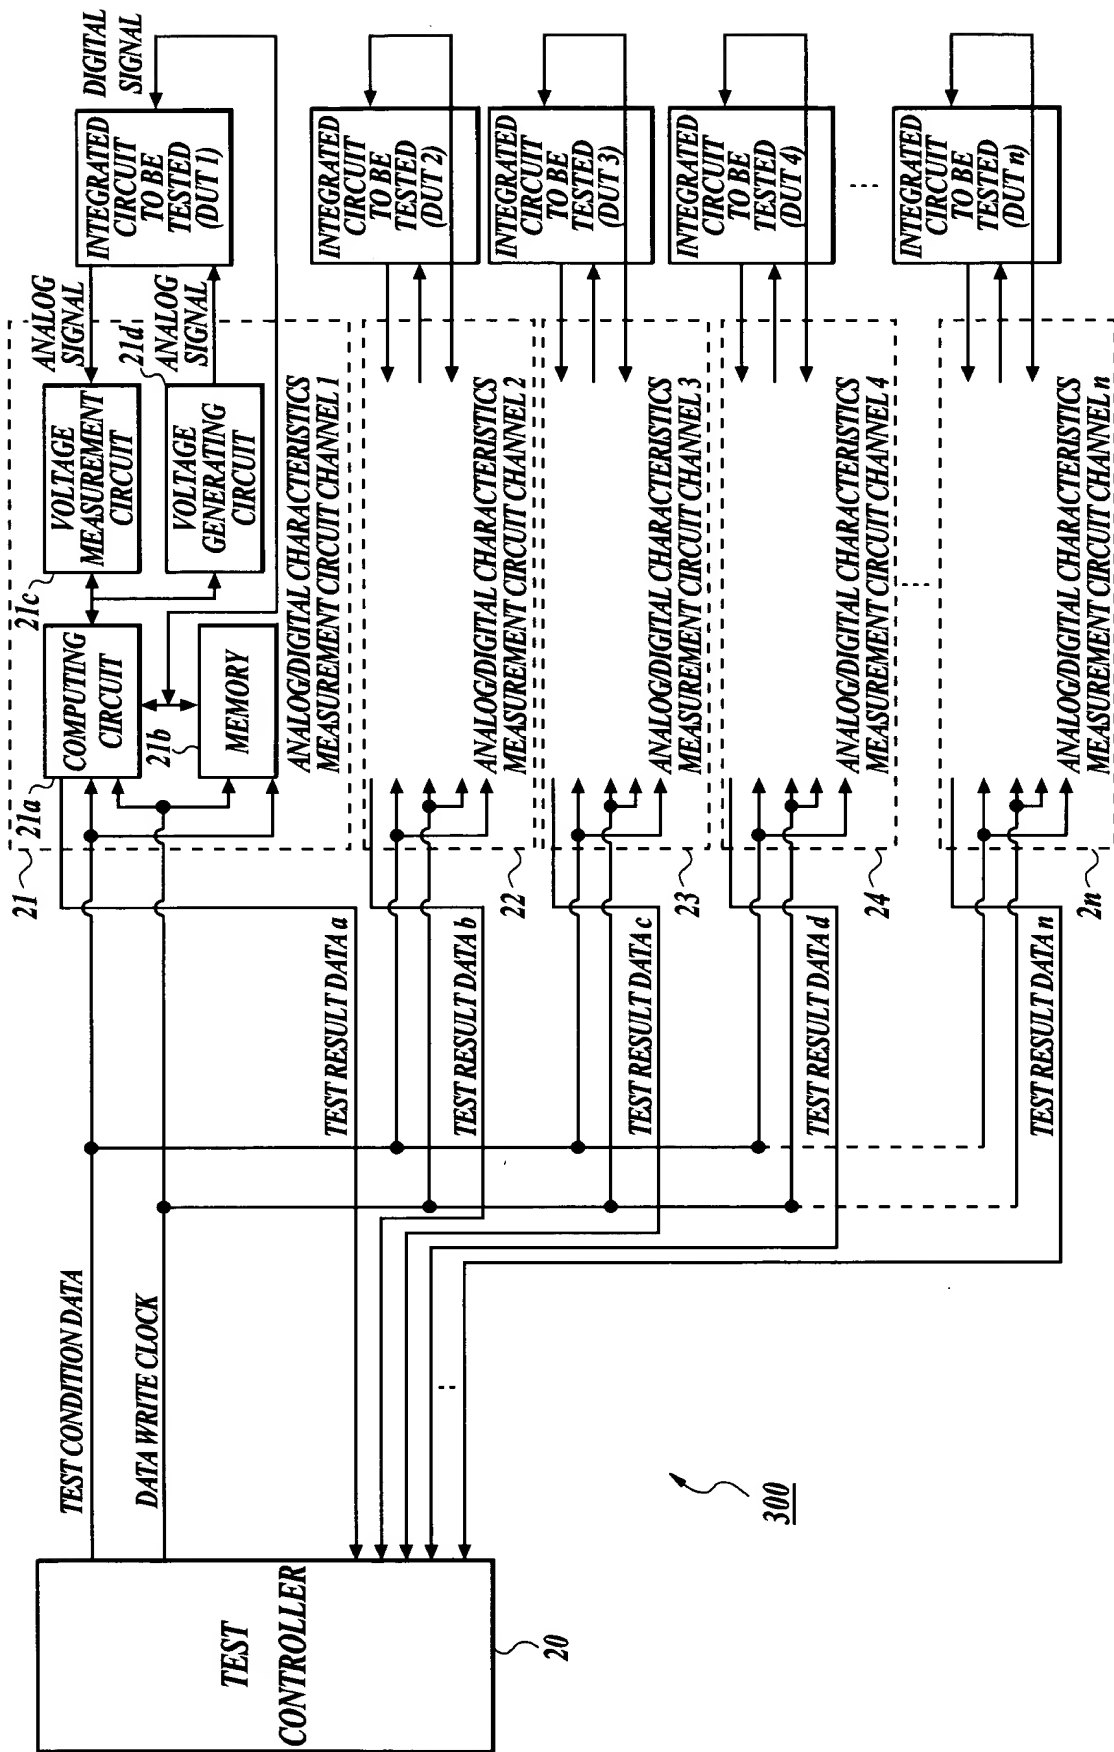 TEST
CONTROLLER
20
300
TEST CONDITION DATA
DATA WRITE CLOCK
TEST RESULT DATA a
TEST RESULT DATA b
TEST RESULT DATA c
TEST RESULT DATA d
TEST RESULT DATA n
21
21a
COMPUTING
CIRCUIT
21b
MEMORY
21c
VOLTAGE
MEASUREMENT
CIRCUIT
21d
VOLTAGE
GENERATING
CIRCUIT
ANALOG
SIGNAL
ANALOG
SIGNAL
DIGITAL
SIGNAL
INTEGRATED
CIRCUIT
TO BE
TESTED
(DUT 1)
ANALOG/DIGITAL CHARACTERISTICS
MEASUREMENT CIRCUIT CHANNEL 1
22
ANALOG/DIGITAL CHARACTERISTICS
MEASUREMENT CIRCUIT CHANNEL 2
INTEGRATED
CIRCUIT
TO BE
TESTED
(DUT 2)
23
ANALOG/DIGITAL CHARACTERISTICS
MEASUREMENT CIRCUIT CHANNEL 3
INTEGRATED
CIRCUIT
TO BE
TESTED
(DUT 3)
24
ANALOG/DIGITAL CHARACTERISTICS
MEASUREMENT CIRCUIT CHANNEL 4
INTEGRATED
CIRCUIT
TO BE
TESTED
(DUT 4)
2n
ANALOG/DIGITAL CHARACTERISTICS
MEASUREMENT CIRCUIT CHANNEL n
INTEGRATED
CIRCUIT
TO BE
TESTED
(DUT n)